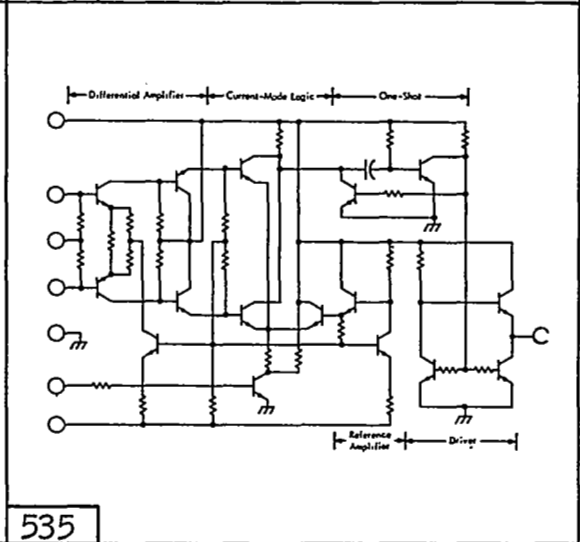 Differential Amplifier
Current-Mode Logic
One-Shot
Reference
Amplifier
Driver
535